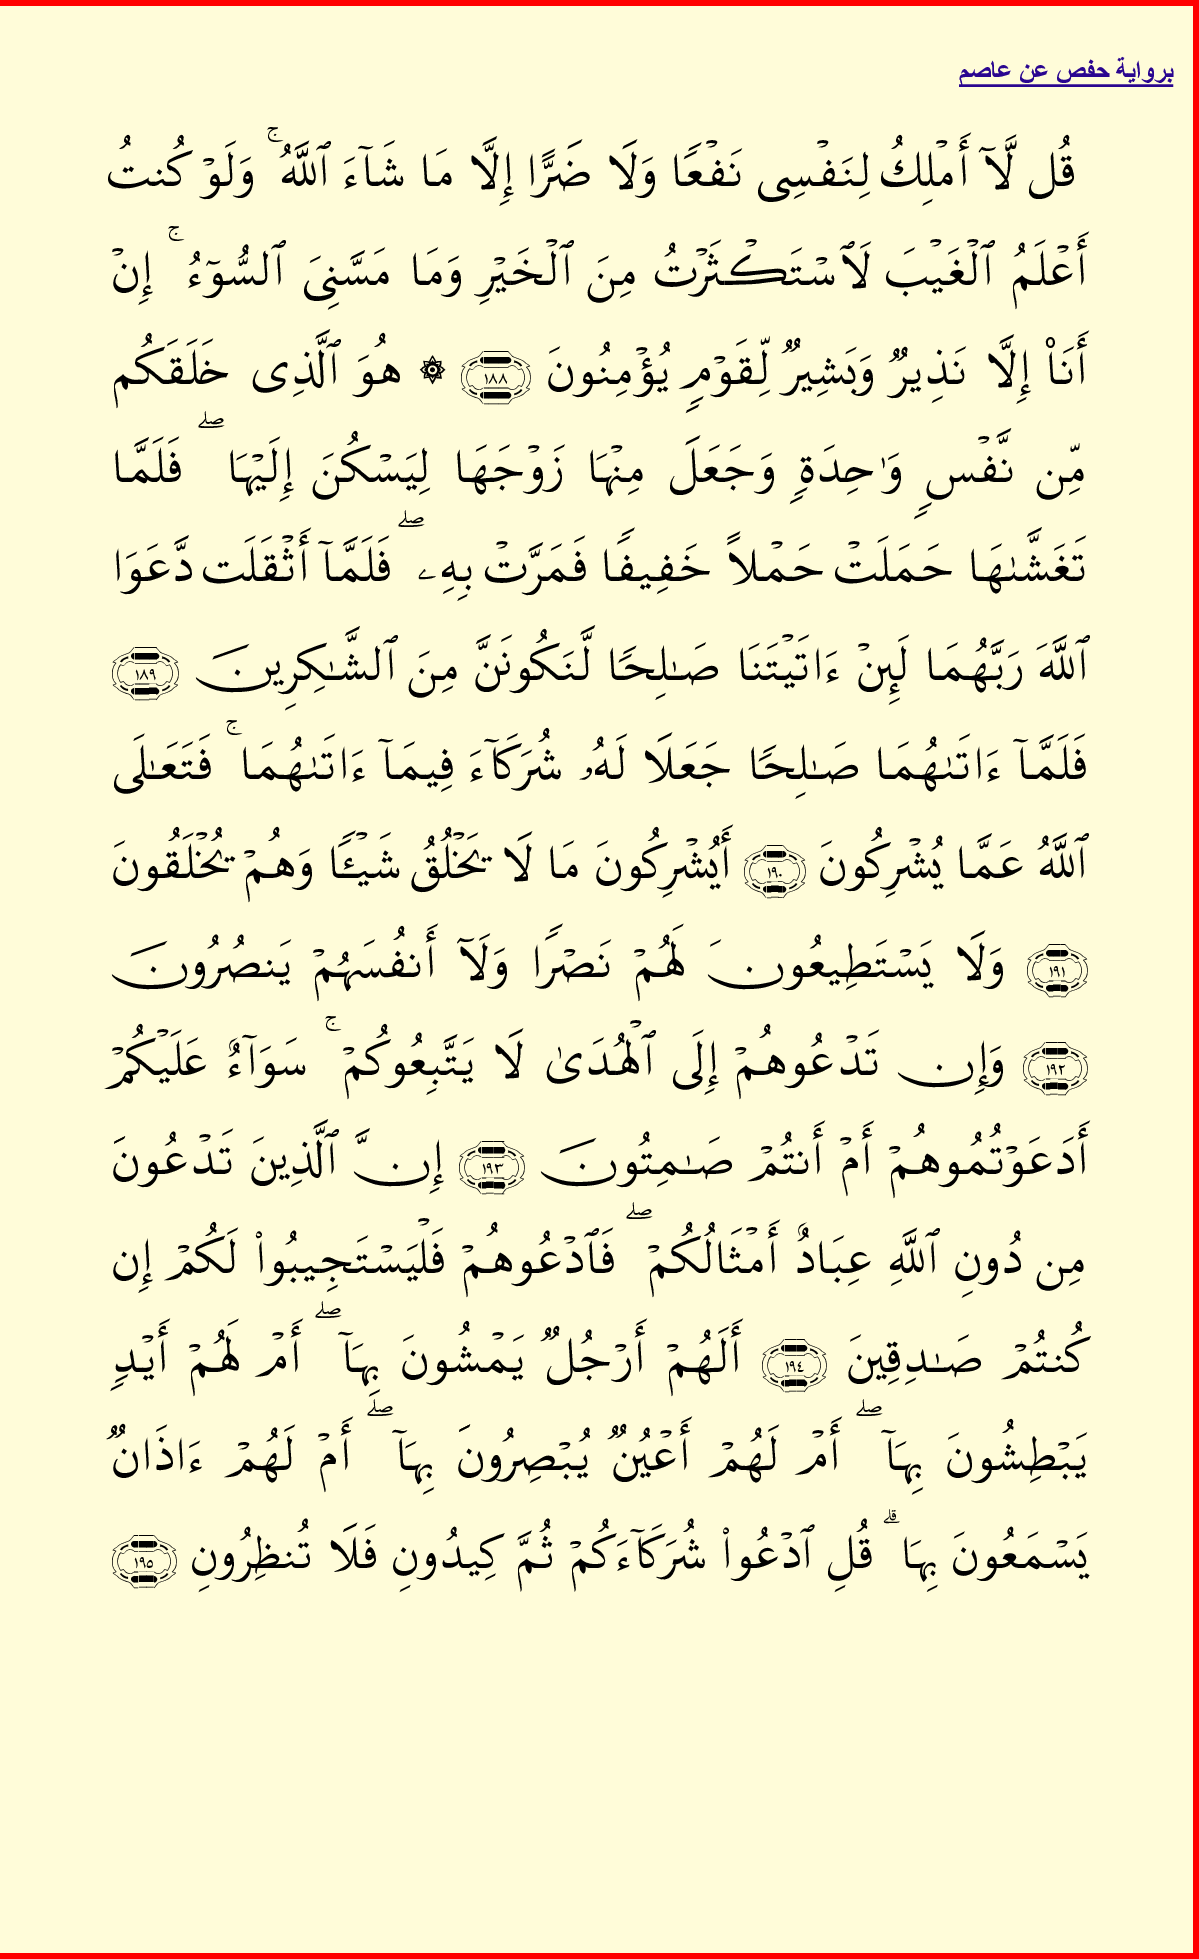 برواية حفص عن عاصم
قُل لَّآ أَمۡلِكُ لِنَفۡسِى نَفۡعًا وَلَا ضَرًّا إِلَّا مَا شَآءَ ٱللَّهُ ۚ وَلَوۡ كُنتُ
أَعۡلَمُ ٱلۡغَيۡبَ لَٱسۡتَڪۡثَرۡتُ مِنَ ٱلۡخَيۡرِ وَمَا مَسَّنِىَ ٱلسُّوٓءُ ۚ إِنۡ
أَنَا۟ إِلَّا نَذِيرٌ وَبَشِيرٌ لِّقَوۡمٍ يُؤۡمِنُونَ ﴿١٨٨﴾ ۞ هُوَ ٱلَّذِى خَلَقَكُم
مِّن نَّفۡسٍ وَٰحِدَةٍ وَجَعَلَ مِنۡہَا زَوۡجَهَا لِيَسۡكُنَ إِلَيۡہَا ۖ فَلَمَّا
تَغَشَّىٰهَا حَمَلَتۡ حَمۡلاً خَفِيفًا فَمَرَّتۡ بِهِۦ ۖ فَلَمَّآ أَثۡقَلَت دَّعَوَا
ٱللَّهَ رَبَّهُمَا لَئِنۡ ءَاتَيۡتَنَا صَـٰلِحًا لَّنَكُونَنَّ مِنَ ٱلشَّـٰكِرِينَ ﴿١٨٩﴾
فَلَمَّآ ءَاتَىٰهُمَا صَـٰلِحًا جَعَلَا لَهُۥ شُرَكَآءَ فِيمَآ ءَاتَىٰهُمَا ۚ فَتَعَـٰلَى
ٱللَّهُ عَمَّا يُشۡرِكُونَ ﴿١٩٠﴾ أَيُشۡرِكُونَ مَا لَا يَخۡلُقُ شَيۡـًٔا وَهُمۡ يُخۡلَقُونَ
﴿١٩١﴾ وَلَا يَسۡتَطِيعُونَ لَهُمۡ نَصۡرًا وَلَآ أَنفُسَہُمۡ يَنصُرُونَ
﴿١٩٢﴾ وَإِن تَدۡعُوهُمۡ إِلَى ٱلۡهُدَىٰ لَا يَتَّبِعُوكُمۡ ۚ سَوَآءٌ عَلَيۡكُمۡ
أَدَعَوۡتُمُوهُمۡ أَمۡ أَنتُمۡ صَـٰمِتُونَ ﴿١٩٣﴾ إِنَّ ٱلَّذِينَ تَدۡعُونَ
مِن دُونِ ٱللَّهِ عِبَادٌ أَمۡثَالُكُمۡ ۖ فَٱدۡعُوهُمۡ فَلۡيَسۡتَجِيبُوا۟ لَكُمۡ إِن
كُنتُمۡ صَـٰدِقِينَ ﴿١٩٤﴾ أَلَهُمۡ أَرۡجُلٌ يَمۡشُونَ بِہَآ ۖ أَمۡ لَهُمۡ أَيۡدٍ
يَبۡطِشُونَ بِہَآ ۖ أَمۡ لَهُمۡ أَعۡيُنٌ يُبۡصِرُونَ بِہَآ ۖ أَمۡ لَهُمۡ ءَاذَانٌ
يَسۡمَعُونَ بِہَا ۗ قُلِ ٱدۡعُوا۟ شُرَكَآءَكُمۡ ثُمَّ كِيدُونِ فَلَا تُنظِرُونِ ﴿١٩٥﴾